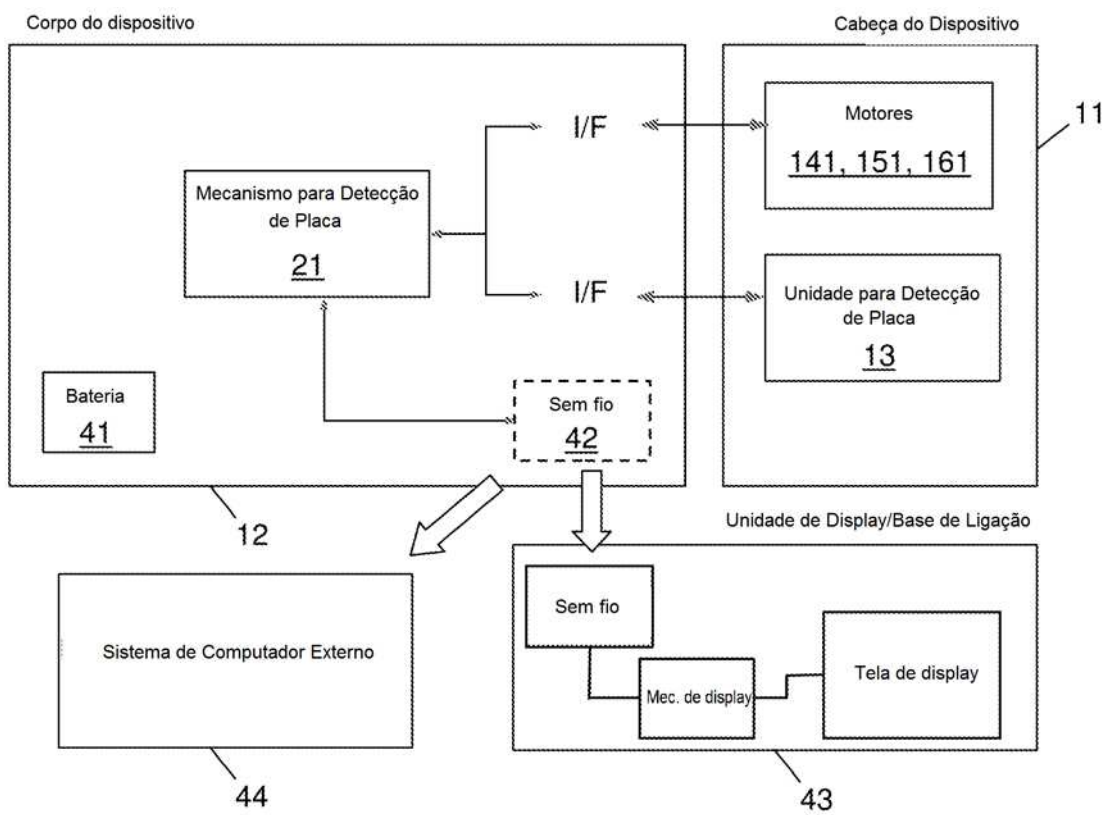 Corpo do dispositivo
Cabeça do Dispositivo
I/F
Motores
141, 151, 161
11
Mecanismo para Detecção
de Placa
21
I/F
Unidade para Detecção
de Placa
13
Bateria
41
Sem fio
42
12
Unidade de Display/Base de Ligação
Sem fio
Sistema de Computador Externo
Mec. de display
Tela de display
44
43